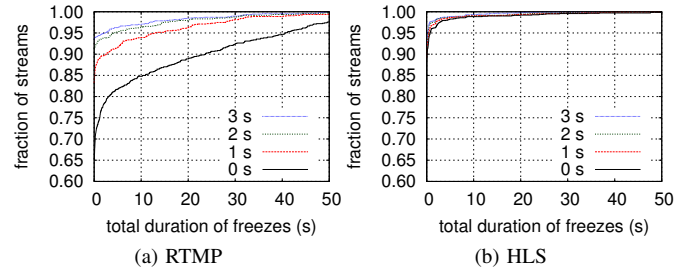 fraction of streams
1.00
0.95
0.90
0.85
0.80
0.75
0.70
0.65
0.60
3 s
2 s
1 s
0 s
0 10 20 30 40 50
total duration of freezes (s)
(a) RTMP
fraction of streams
1.00
0.95
0.90
0.85
0.80
0.75
0.70
0.65
0.60
3 s
2 s
1 s
0 s
0 10 20 30 40 50
total duration of freezes (s)
(b) HLS